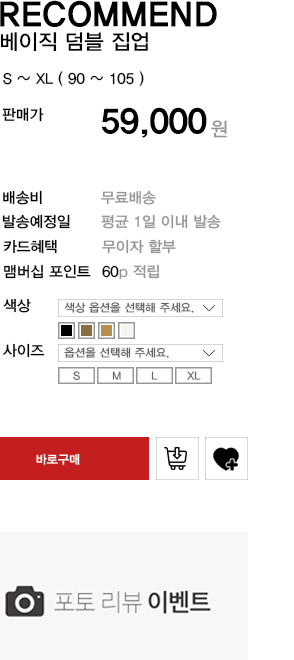 RECOMMEND
베이직 덤블 집업
S ~ XL ( 90 ~ 105 )
판매가 59,000 원
배송비 무료배송
발송예정일 평균 1일 이내 발송
카드혜택 무이자 할부
맴버십 포인트 60p 적립
색상 색상 옵션을 선택해 주세요.
사이즈 옵션을 선택해 주세요.
S M L XL
바로구매
포토 리뷰 이벤트